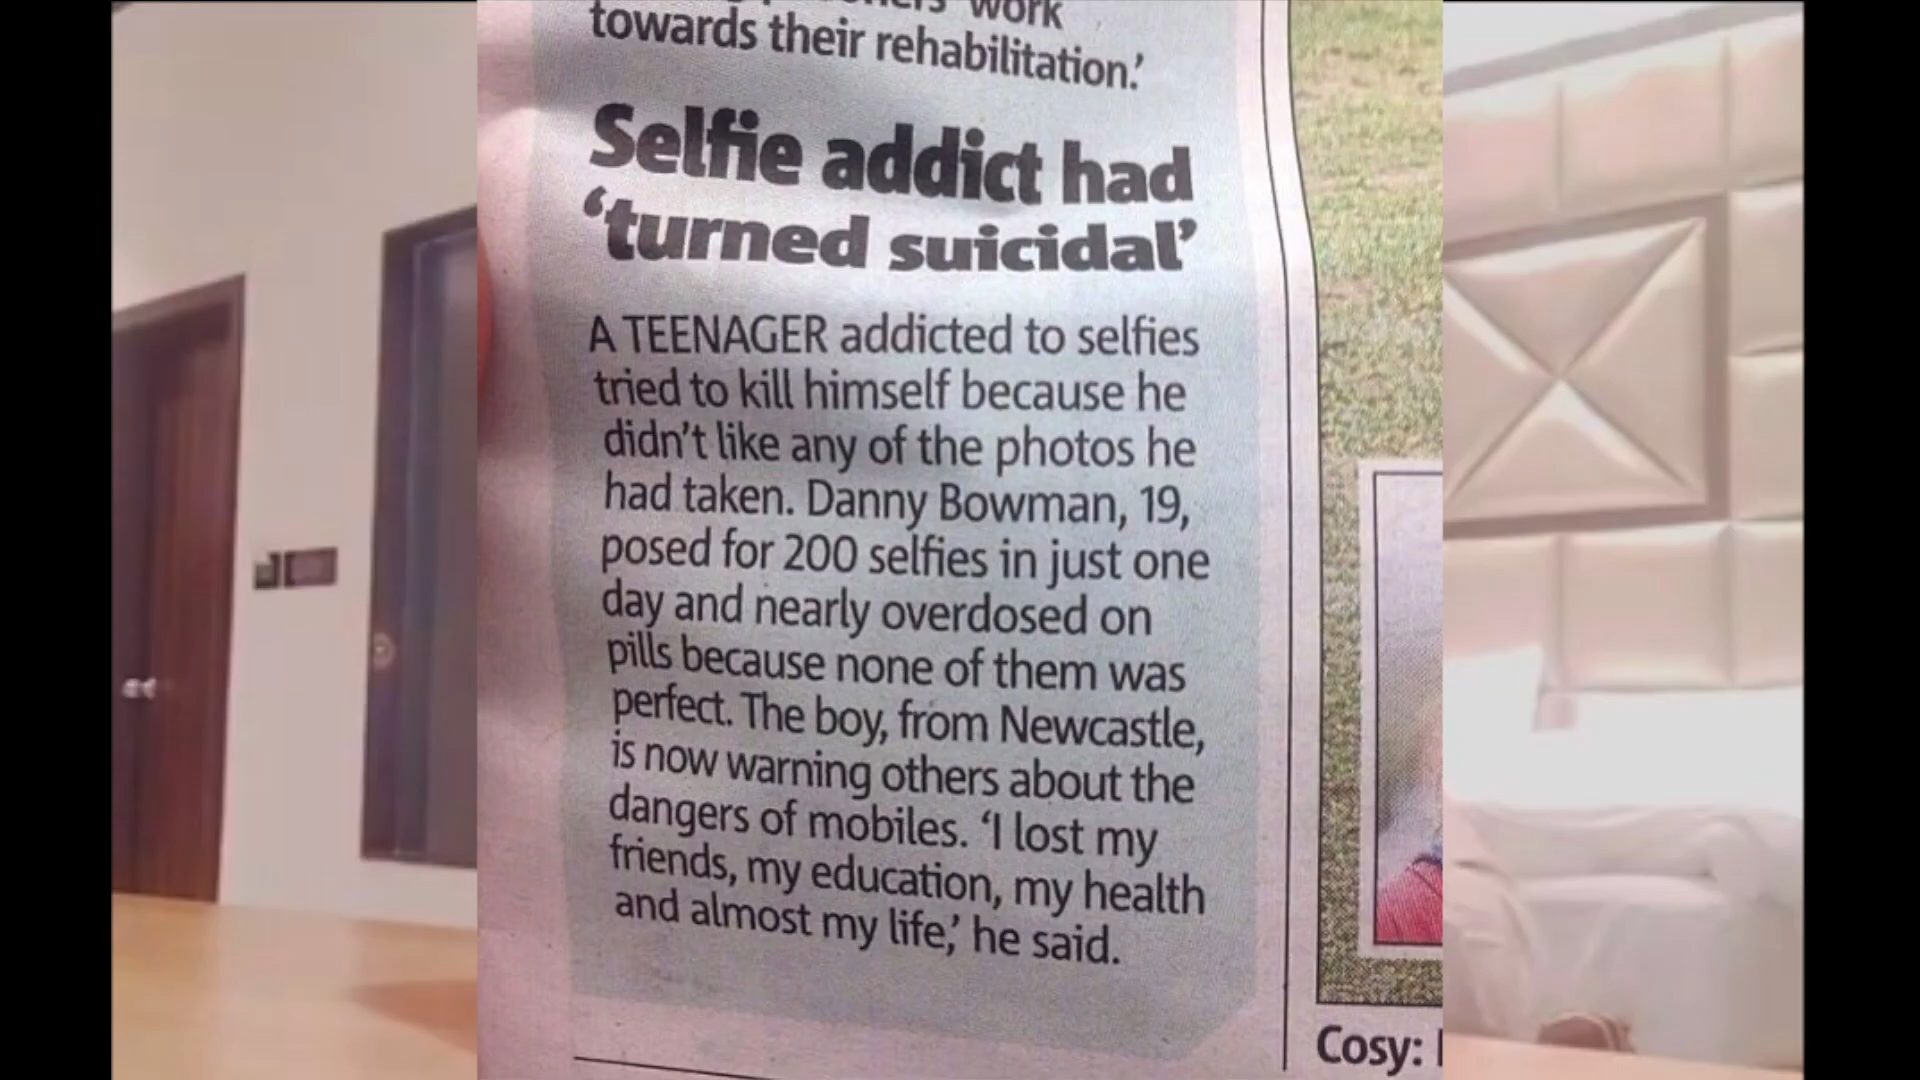 work
towards their rehabilitation.’
Selfie addict had
‘turned suicidal’
A TEENAGER addicted to selfies
tried to kill himself because he
didn’t like any of the photos he
had taken. Danny Bowman, 19,
posed for 200 selfies in just one
day and nearly overdosed on
pills because none of them was
perfect. The boy, from Newcastle,
is now warning others about the
dangers of mobiles. ‘I lost my
friends, my education, my health
and almost my life,’ he said.
Cosy: